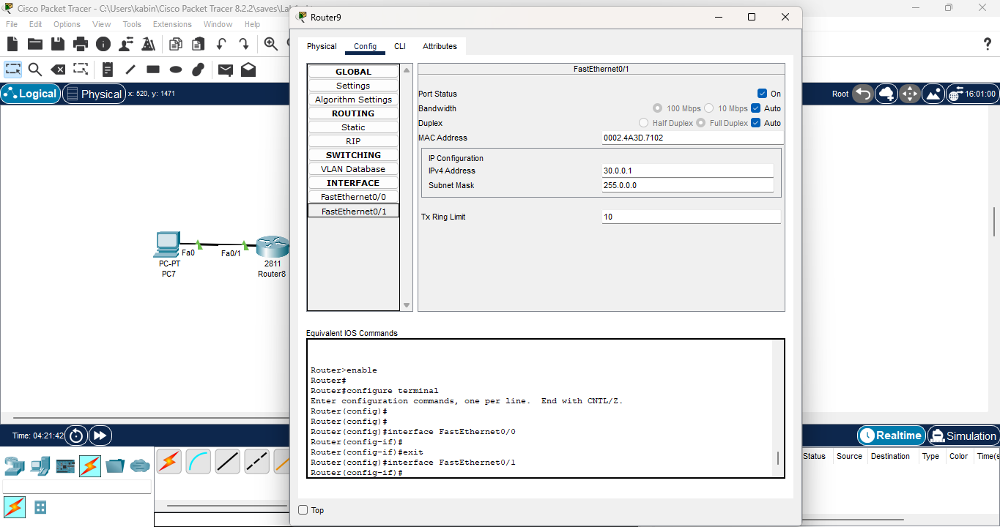 Cisco Packet Tracer - C:\Users\kabin\Cisco Packet Tracer 8.2.2\saves\La
File Edit Options View Tools Extensions Window Help
Logical
Physical
x: 520, y: 1471
Root
16:01:00
PC-PT
PC7
Fa0
Fa0/1
2811
Router8
Router9
Physical Config CLI Attributes
GLOBAL
Settings
Algorithm Settings
ROUTING
Static
RIP
SWITCHING
VLAN Database
INTERFACE
FastEthernet0/0
FastEthernet0/1
FastEthernet0/1
Port Status On
Bandwidth 100 Mbps 10 Mbps Auto
Duplex Half Duplex Full Duplex Auto
MAC Address 0002.4A3D.7102
IP Configuration
IPv4 Address 30.0.0.1
Subnet Mask 255.0.0.0
Tx Ring Limit 10
Equivalent IOS Commands
Router>enable
Router#
Router#configure terminal
Enter configuration commands, one per line. End with CNTL/Z.
Router(config)#
Router(config)#
Router(config)#interface FastEthernet0/0
Router(config-if)#
Router(config-if)#exit
Router(config)#interface FastEthernet0/1
Router(config-if)#
Top
Time: 04:21:42
Realtime
Simulation
Status Source Destination Type Color Time(s